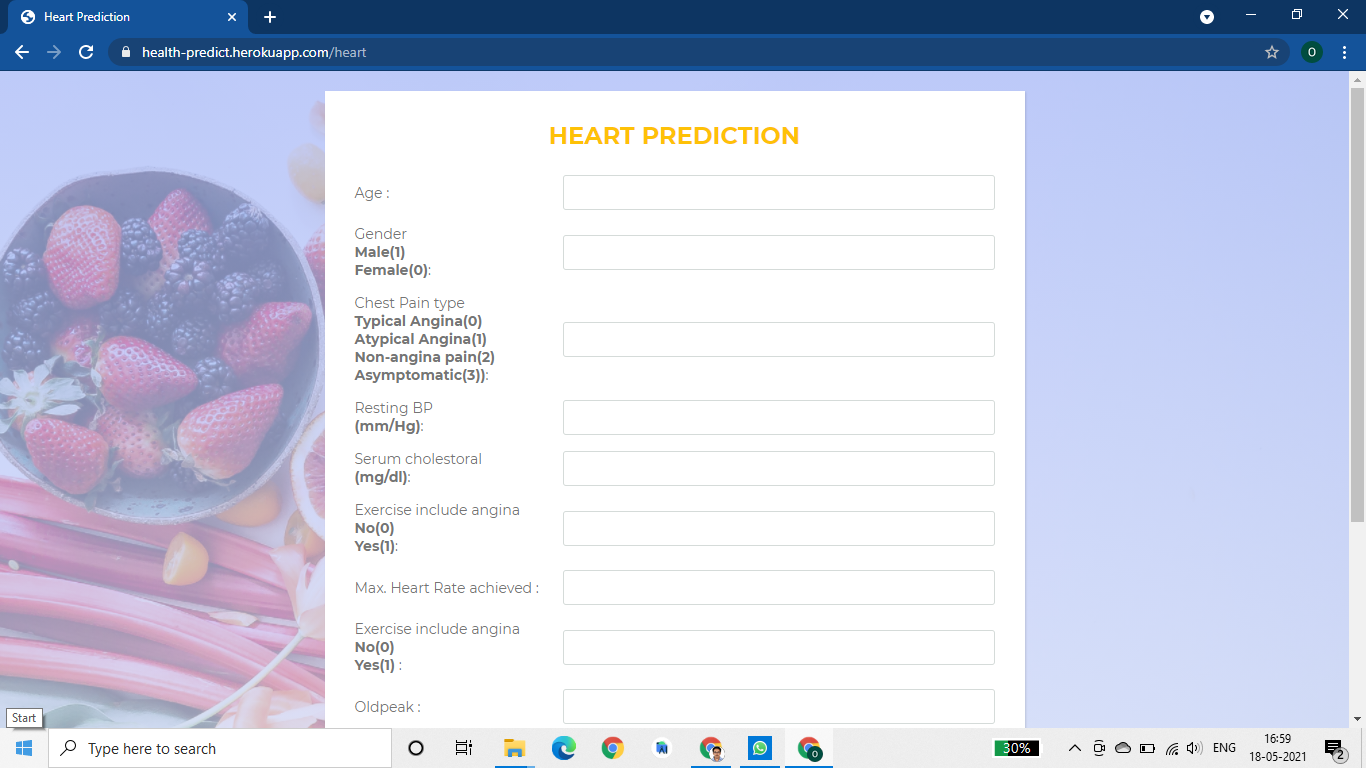 Heart Prediction
health-predict.herokuapp.com/heart
O
HEART PREDICTION
Age :
Gender
Male(1)
Female(0):
Chest Pain type
Typical Angina(0)
Atypical Angina(1)
Non-angina pain(2)
Asymptomatic(3)):
Resting BP
(mm/Hg):
Serum cholestoral
(mg/dl):
Exercise include angina
No(0)
Yes(1):
Max. Heart Rate achieved :
Exercise include angina
No(0)
Yes(1) :
Oldpeak :
Start
Type here to search
30%
ENG
16:59
18-05-2021
2